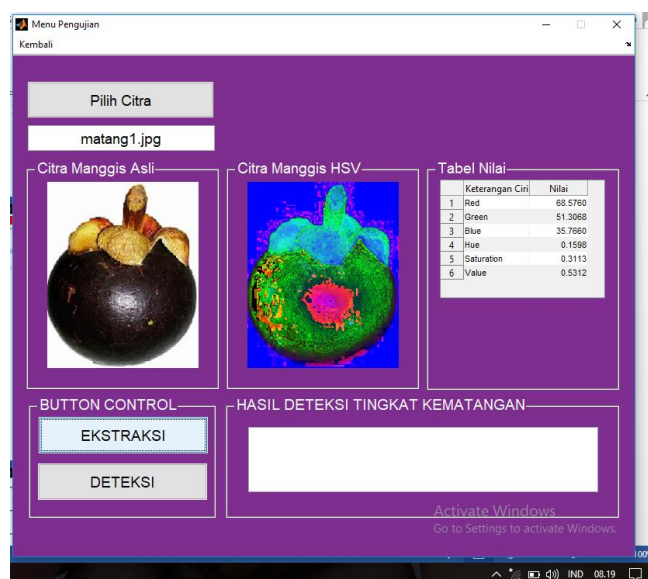 Menu Pengujian
Kembali
Pilih Citra
matang1.jpg
Citra Manggis Asli
Citra Manggis HSV
Tabel Nilai
Keterangan Ciri Nilai
1 Red 68.5760
2 Green 51.3068
3 Blue 35.7660
4 Hue 0.1598
5 Saturation 0.3113
6 Value 0.5312
BUTTON CONTROL
EKSTRAKSI
DETEKSI
HASIL DETEKSI TINGKAT KEMATANGAN
Activate Windows
Go to Settings to activate Windows.
100%
IND 08.19